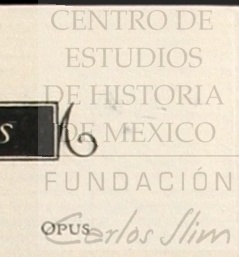 CENTRO DE
ESTUDIOS
DE HISTORIA
S DE MEXICO
FUNDACIÓN
OPUS
Carlos Slim